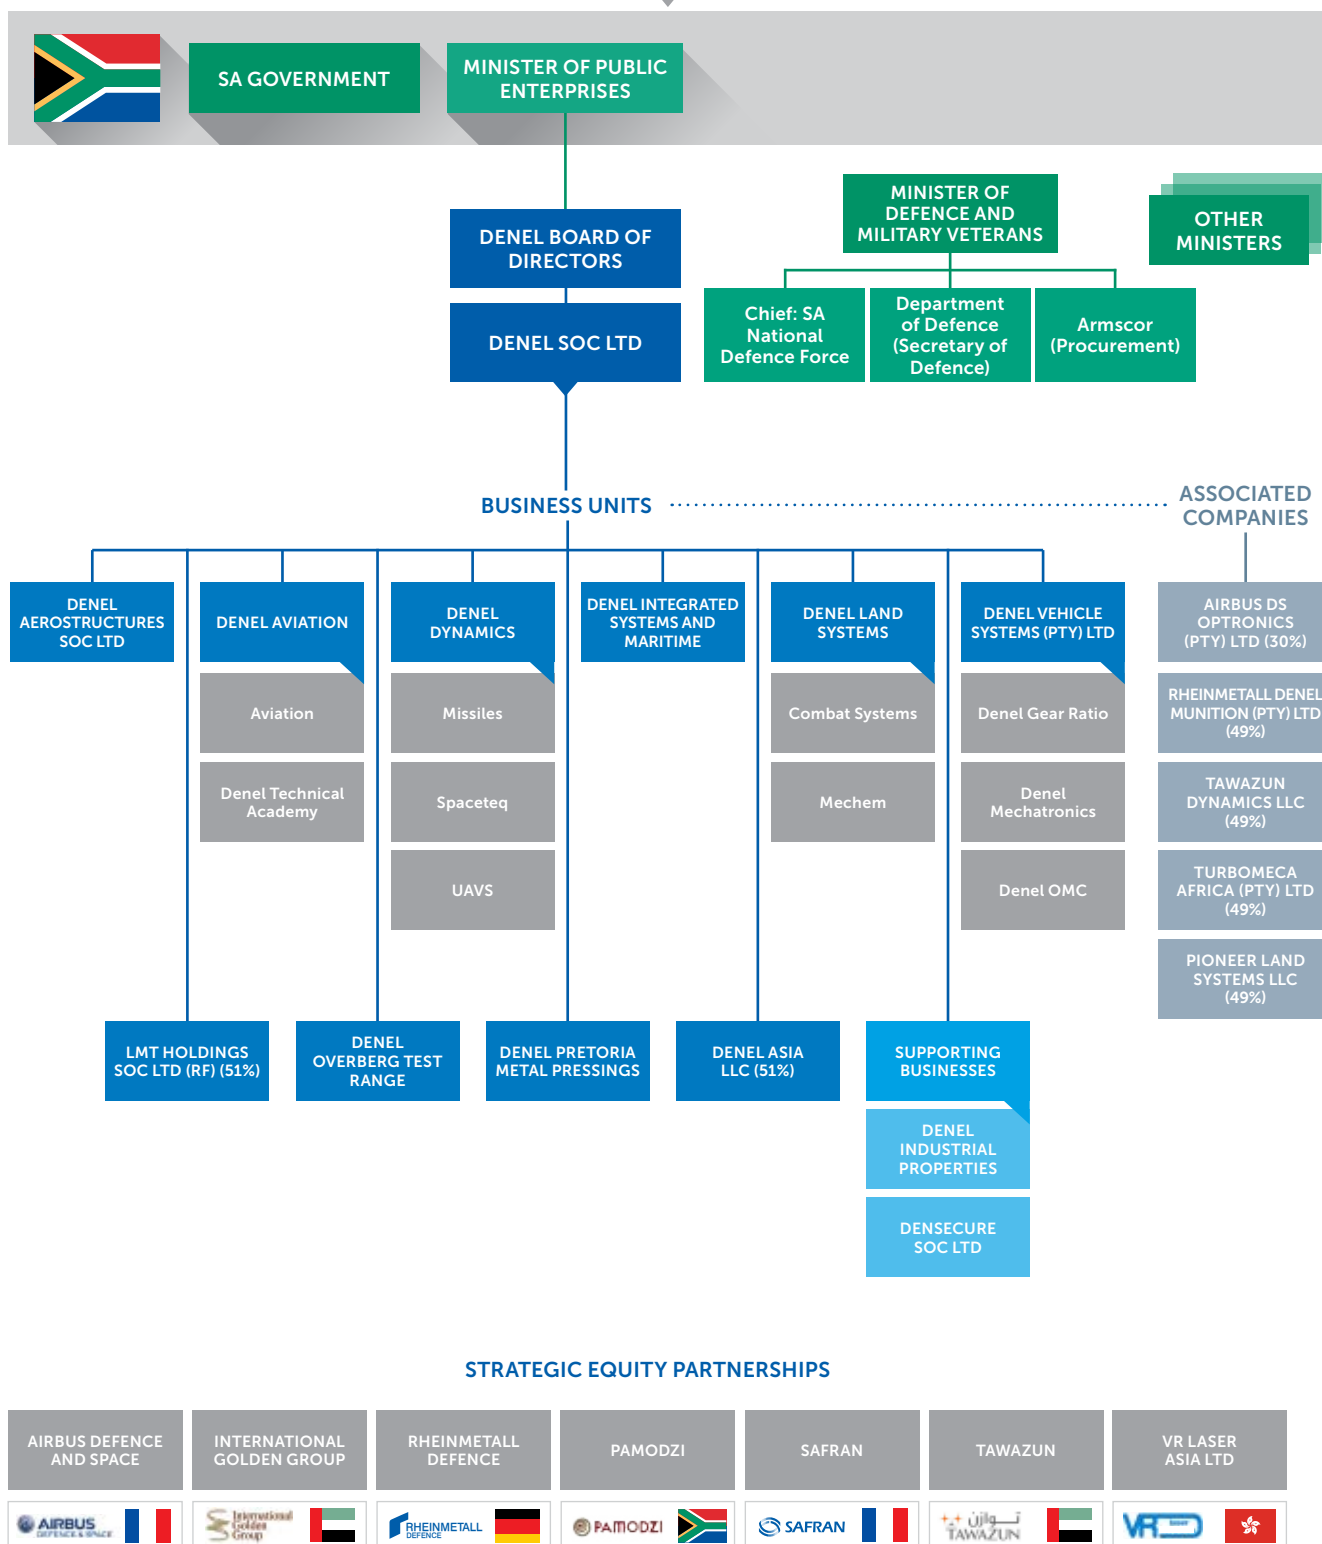 SA GOVERNMENT
MINISTER OF PUBLIC
ENTERPRISES
DENEL BOARD OF
DIRECTORS
DENEL SOC LTD
MINISTER OF
DEFENCE AND
MILITARY VETERANS
OTHER
MINISTERS
Chief: SA
National
Defence Force
Department
of Defence
(Secretary of
Defence)
Armscor
(Procurement)
BUSINESS UNITS
ASSOCIATED
COMPANIES
DENEL
AEROSTRUCTURES
SOC LTD
DENEL AVIATION
Aviation
Denel Technical
Academy
DENEL
DYNAMICS
Missiles
Spaceteq
UAVS
DENEL INTEGRATED
SYSTEMS AND
MARITIME
DENEL LAND
SYSTEMS
Combat Systems
Mechem
DENEL VEHICLE
SYSTEMS (PTY) LTD
Denel Gear Ratio
Denel
Mechatronics
Denel OMC
AIRBUS DS
OPTRONICS
(PTY) LTD (30%)
RHEINMETALL DENEL
MUNITION (PTY) LTD
(49%)
TAWAZUN
DYNAMICS LLC
(49%)
TURBOMECA
AFRICA (PTY) LTD
(49%)
PIONEER LAND
SYSTEMS LLC
(49%)
LMT HOLDINGS
SOC LTD (RF) (51%)
DENEL
OVERBERG TEST
RANGE
DENEL PRETORIA
METAL PRESSINGS
DENEL ASIA
LLC (51%)
SUPPORTING
BUSINESSES
DENEL
INDUSTRIAL
PROPERTIES
DENSECURE
SOC LTD
STRATEGIC EQUITY PARTNERSHIPS
AIRBUS DEFENCE
AND SPACE
INTERNATIONAL
GOLDEN GROUP
RHEINMETALL
DEFENCE
PAMODZI
SAFRAN
TAWAZUN
VR LASER
ASIA LTD
AIRBUS
DEFENCE & SPACE
International
Golden
Group
RHEINMETALL
DEFENCE
PAMODZI
SAFRAN
توازن
TAWAZUN
VR
laser